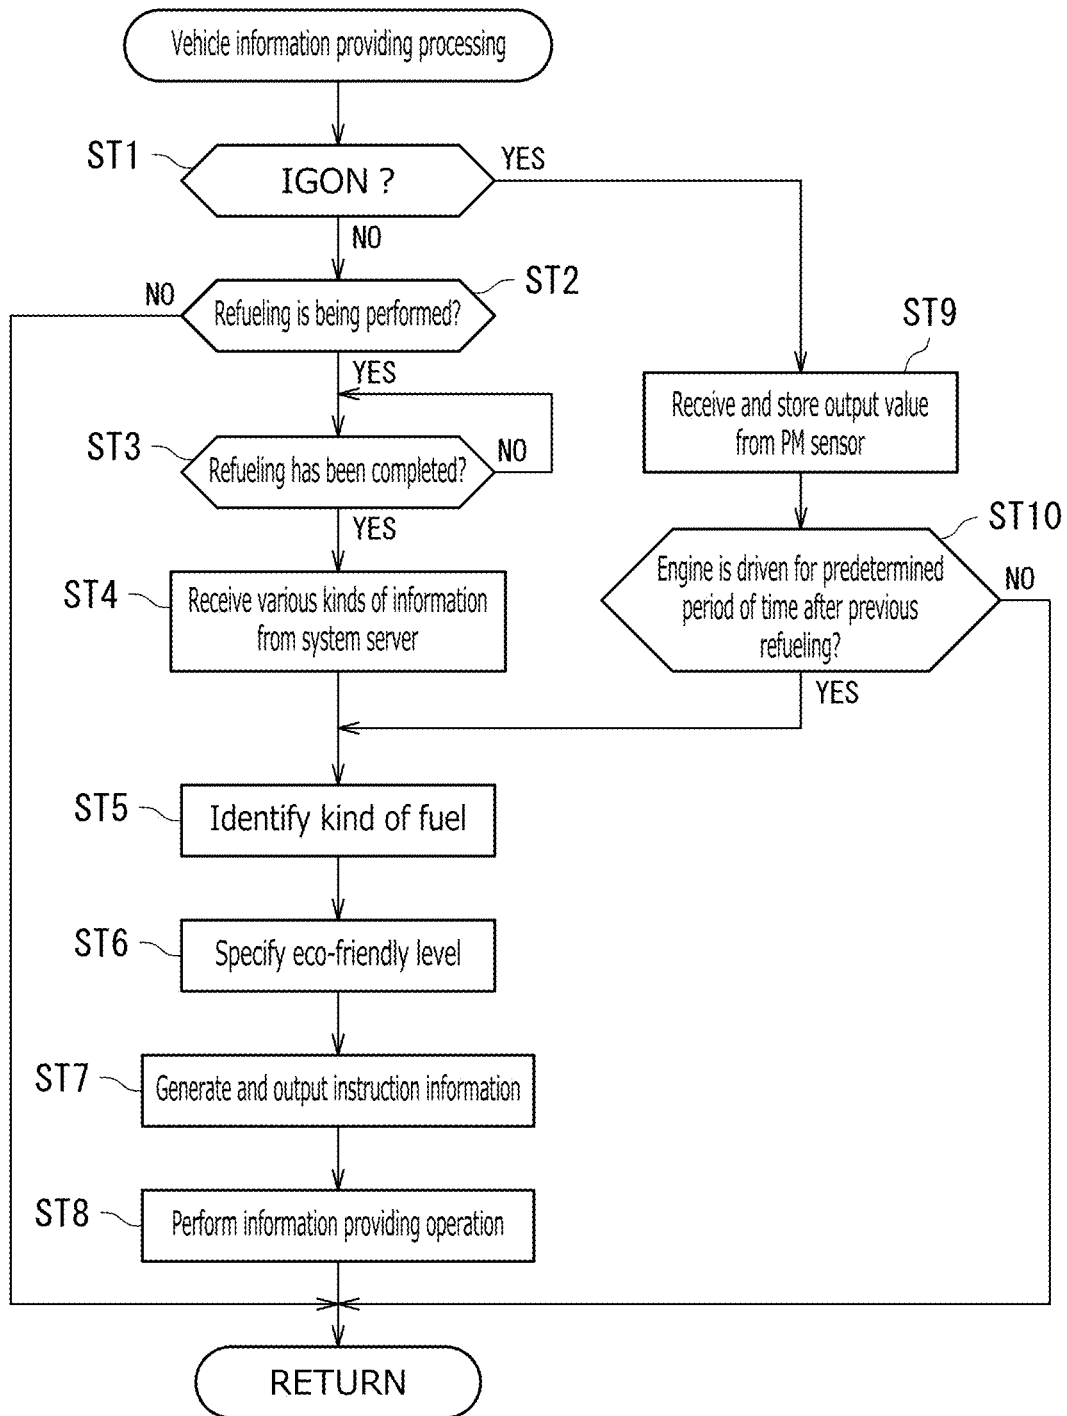 Vehicle information providing processing
ST1
IGON ?
YES
NO
ST2
NO
Refueling is being performed?
YES
ST3
Refueling has been completed?
NO
YES
ST4
Receive various kinds of information
from system server
ST9
Receive and store output value
from PM sensor
ST10
Engine is driven for predetermined
period of time after previous
refueling?
NO
YES
ST5
Identify kind of fuel
ST6
Specify eco-friendly level
ST7
Generate and output instruction information
ST8
Perform information providing operation
RETURN